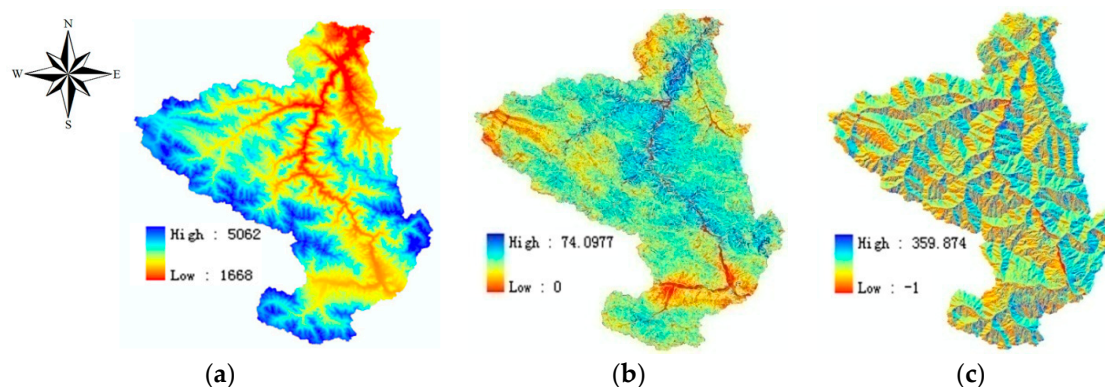 N
W E
S
High : 5062
Low : 1668
High : 74.0977
Low : 0
High : 359.874
Low : -1
(a) (b) (c)